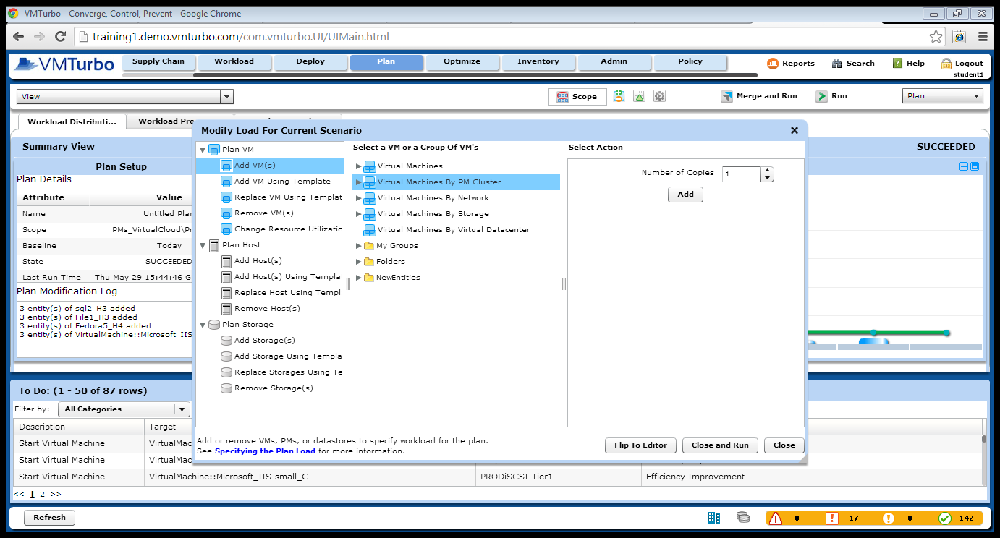 VMTurbo - Converge, Control, Prevent - Google Chrome
training1.demo.vmturbo.com/com.vmturbo.UI/UIMain.html
VMTurbo
Supply Chain
Workload
Deploy
Plan
Optimize
Inventory
Admin
Policy
Reports
Search
Help
Logout
student1
View
Scope
Merge and Run
Run
Plan
Workload Distributi...
Workload Prot
Summary View
SUCCEEDED
Plan Setup
Plan Details
Attribute Value
Name Untitled Plan
Scope PMs_VirtualCloud\Pr
Baseline Today
State SUCCEEDED
Last Run Time Thu May 29 15:44:46 G
Plan Modification Log
3 entity(s) of sql2_H3 added
3 entity(s) of File1_H3 added
3 entity(s) of Fedora5_H4 added
3 entity(s) of VirtualMachine::Microsoft_IIS
Modify Load For Current Scenario
Plan VM
Add VM(s)
Add VM Using Template
Replace VM Using Templat
Remove VM(s)
Change Resource Utilizatio
Plan Host
Add Host(s)
Add Host(s) Using Templat
Replace Host Using Templa
Remove Host(s)
Plan Storage
Add Storage(s)
Add Storage Using Templa
Replace Storages Using Te
Remove Storage(s)
Select a VM or a Group Of VM's
Virtual Machines
Virtual Machines By PM Cluster
Virtual Machines By Network
Virtual Machines By Storage
Virtual Machines By Virtual Datacenter
My Groups
Folders
NewEntities
Select Action
Number of Copies 1
Add
Add or remove VMs, PMs, or datastores to specify workload for the plan.
See Specifying the Plan Load for more information.
Flip To Editor
Close and Run
Close
To Do: (1 - 50 of 87 rows)
Filter by: All Categories
Description Target
Start Virtual Machine VirtualMac
Start Virtual Machine VirtualMac
Start Virtual Machine VirtualMachine::Microsoft_IIS-small_C PRODiSCSI-Tier1 Efficiency Improvement
<< 1 2 >>
Refresh
0
17
0
142